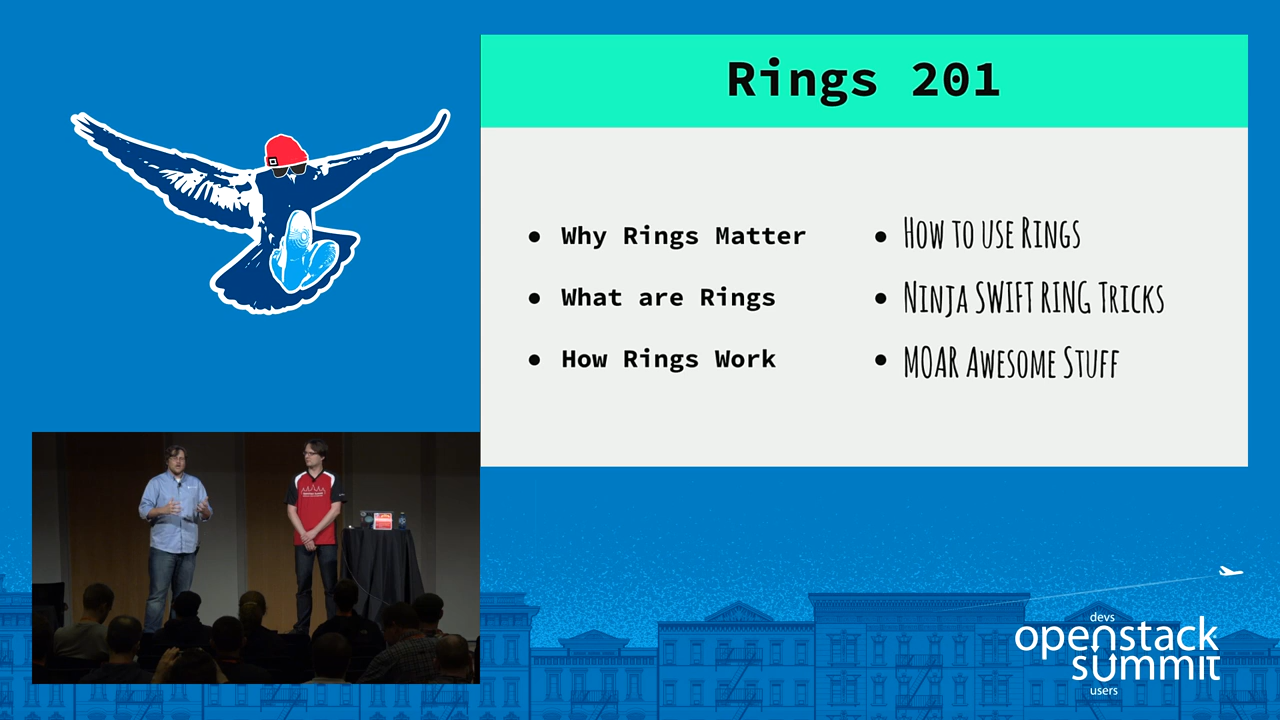 Rings 201
• Why Rings Matter
• What are Rings
• How Rings Work
• How to use Rings
• Ninja SWIFT RING Tricks
• MOAR Awesome Stuff
devs
openstack
summit
users